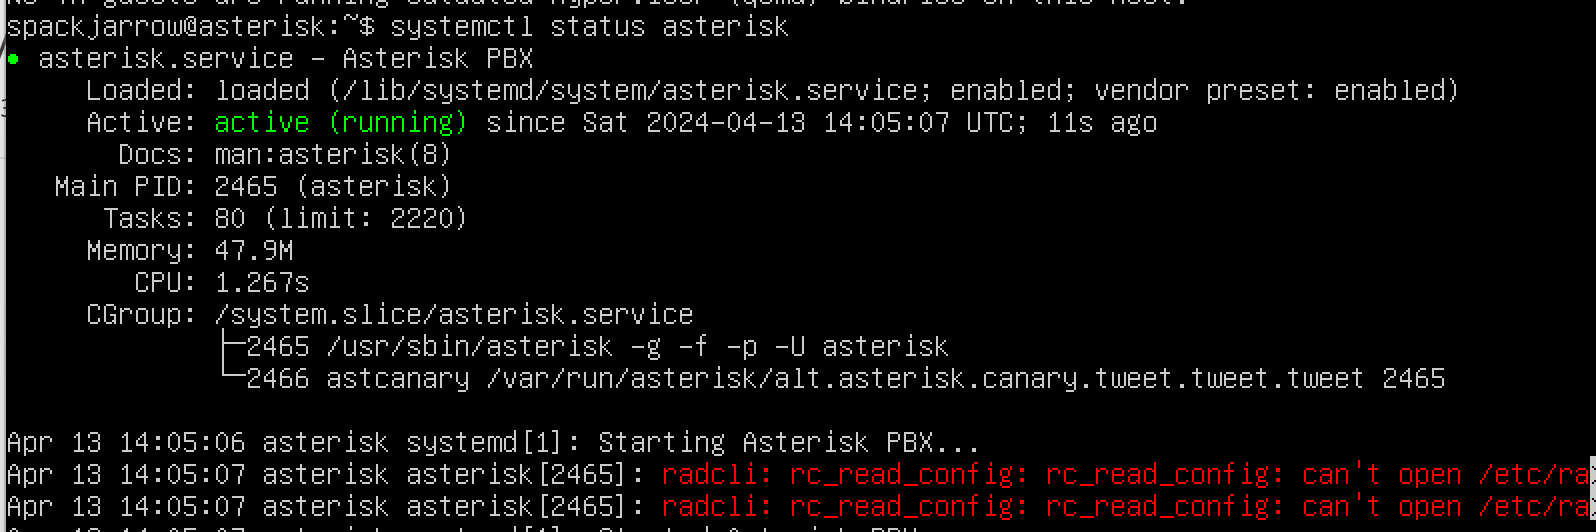 spackjarrow@asterisk:~$ systemctl status asterisk
● asterisk.service - Asterisk PBX
Loaded: loaded (/lib/systemd/system/asterisk.service; enabled; vendor preset: enabled)
Active: active (running) since Sat 2024-04-13 14:05:07 UTC; 11s ago
Docs: man:asterisk(8)
Main PID: 2465 (asterisk)
Tasks: 80 (limit: 2220)
Memory: 47.9M
CPU: 1.267s
CGroup: /system.slice/asterisk.service
├─2465 /usr/sbin/asterisk -g -f -p -U asterisk
└─2466 astcanary /var/run/asterisk/alt.asterisk.canary.tweet.tweet.tweet 2465
Apr 13 14:05:06 asterisk systemd[1]: Starting Asterisk PBX...
Apr 13 14:05:07 asterisk asterisk[2465]: radcli: rc_read_config: rc_read_config: can't open /etc/ra>
Apr 13 14:05:07 asterisk asterisk[2465]: radcli: rc_read_config: rc_read_config: can't open /etc/ra>